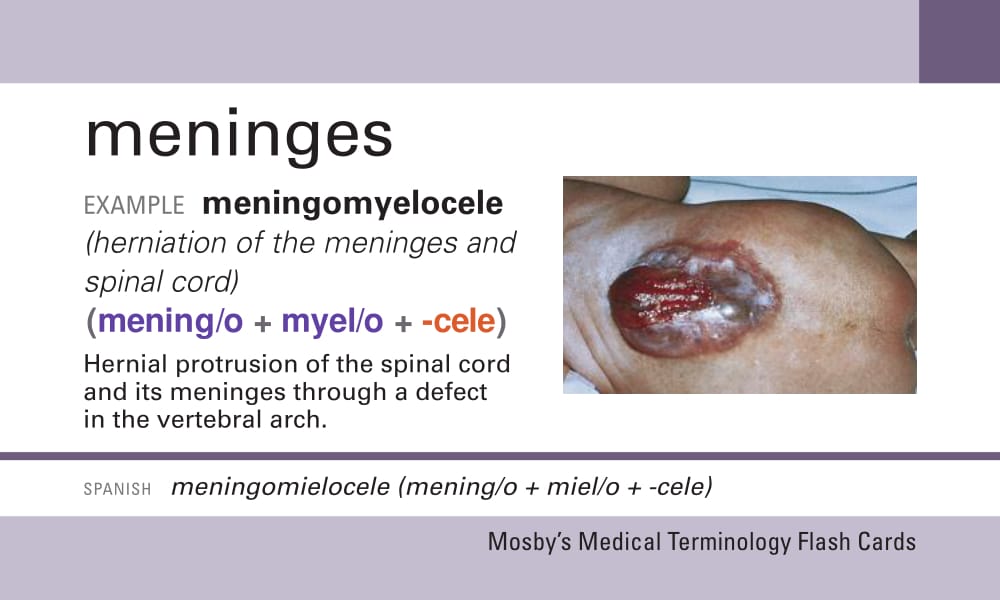 meninges
EXAMPLE meningomyelocele
(herniation of the meninges and
spinal cord)
(mening/o + myel/o + -cele)
Hernial protrusion of the spinal cord
and its meninges through a defect
in the vertebral arch.
SPANISH meningomielocele (mening/o + miel/o + -cele)
Mosby's Medical Terminology Flash Cards